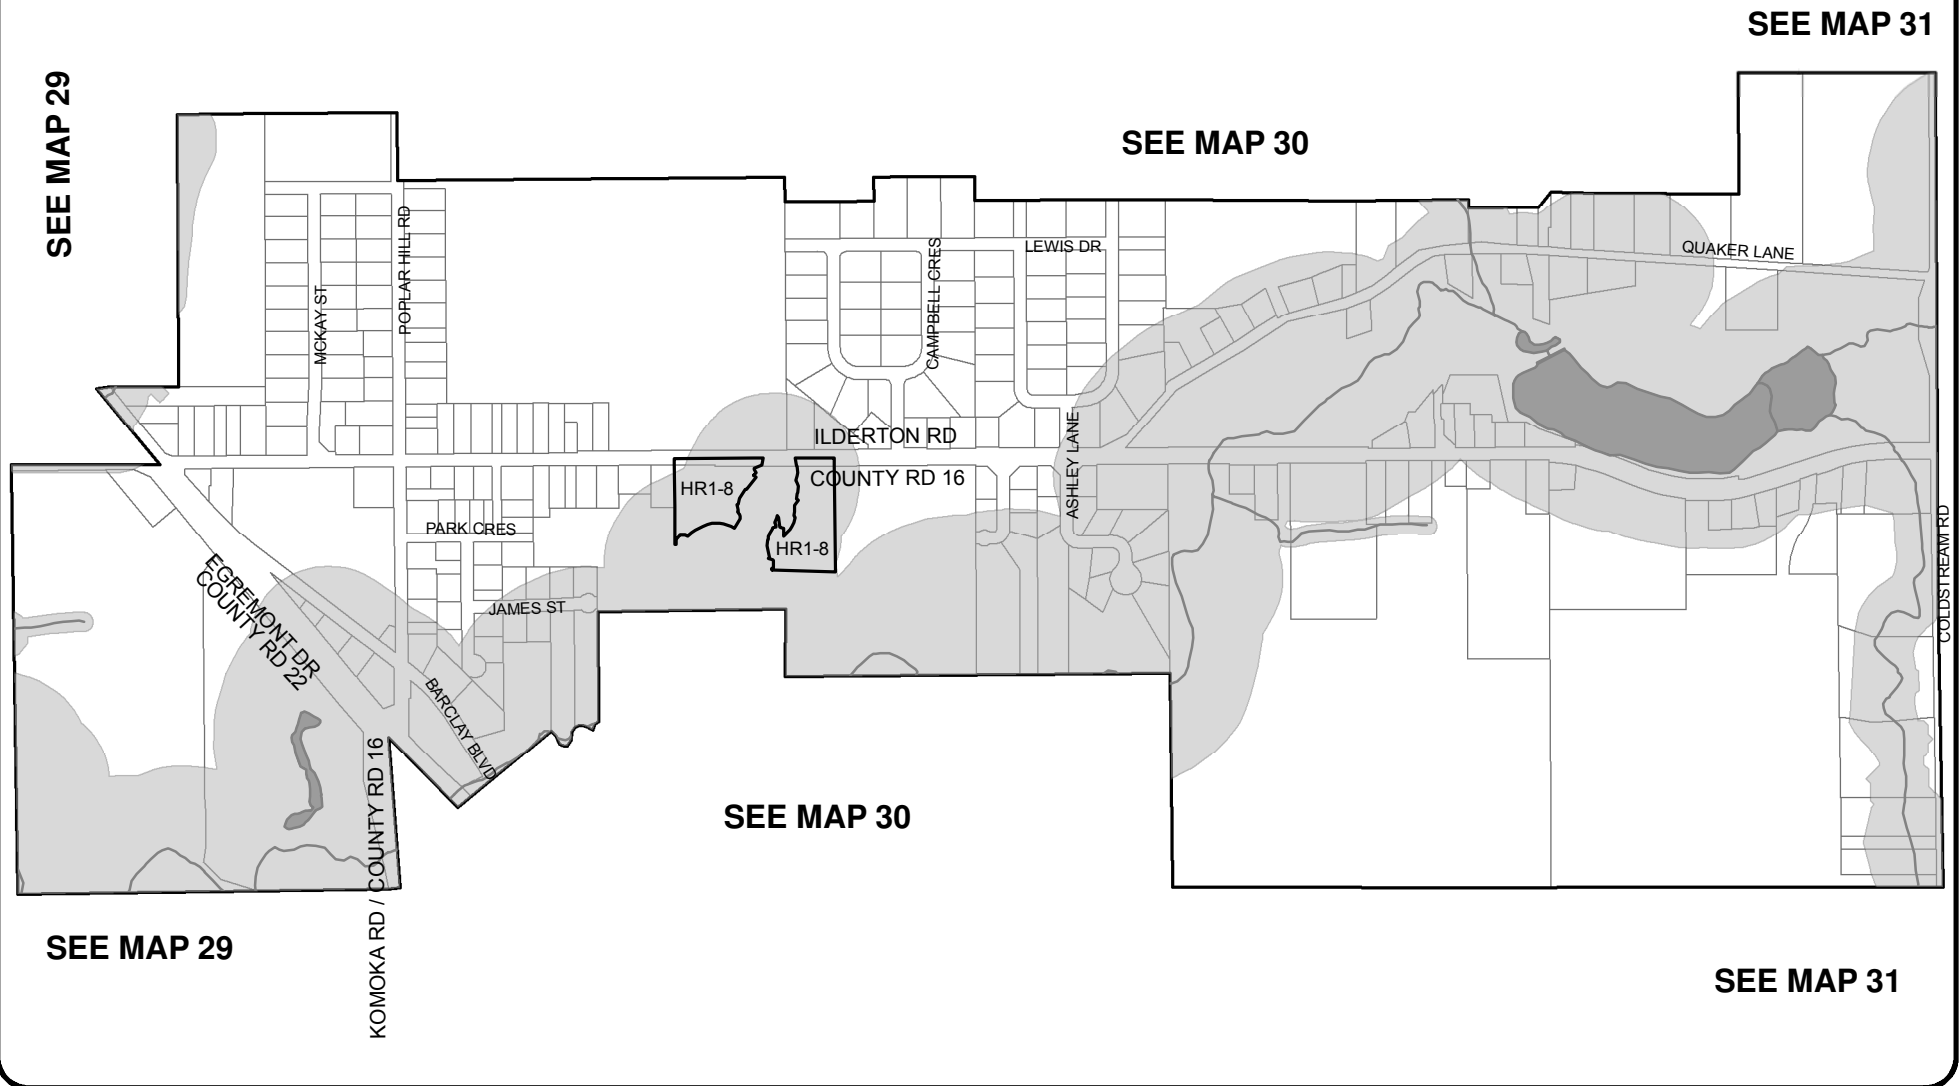 SEE MAP 31
SEE MAP 29
SEE MAP 30
QUAKER LANE
LEWIS DR
POPLAR HILL RD
CAMPBELL CRES
MCKAY ST
ILDERTON RD
COUNTY RD 16
ASHLEY LANE
HR1-8
HR1-8
PARK CRES
COLDSTREAM RD
EGREMONT DR
COUNTY RD 22
JAMES ST
BARCLAY BLVD
KOMOKA RD / COUNTY RD 16
SEE MAP 30
SEE MAP 29
SEE MAP 31